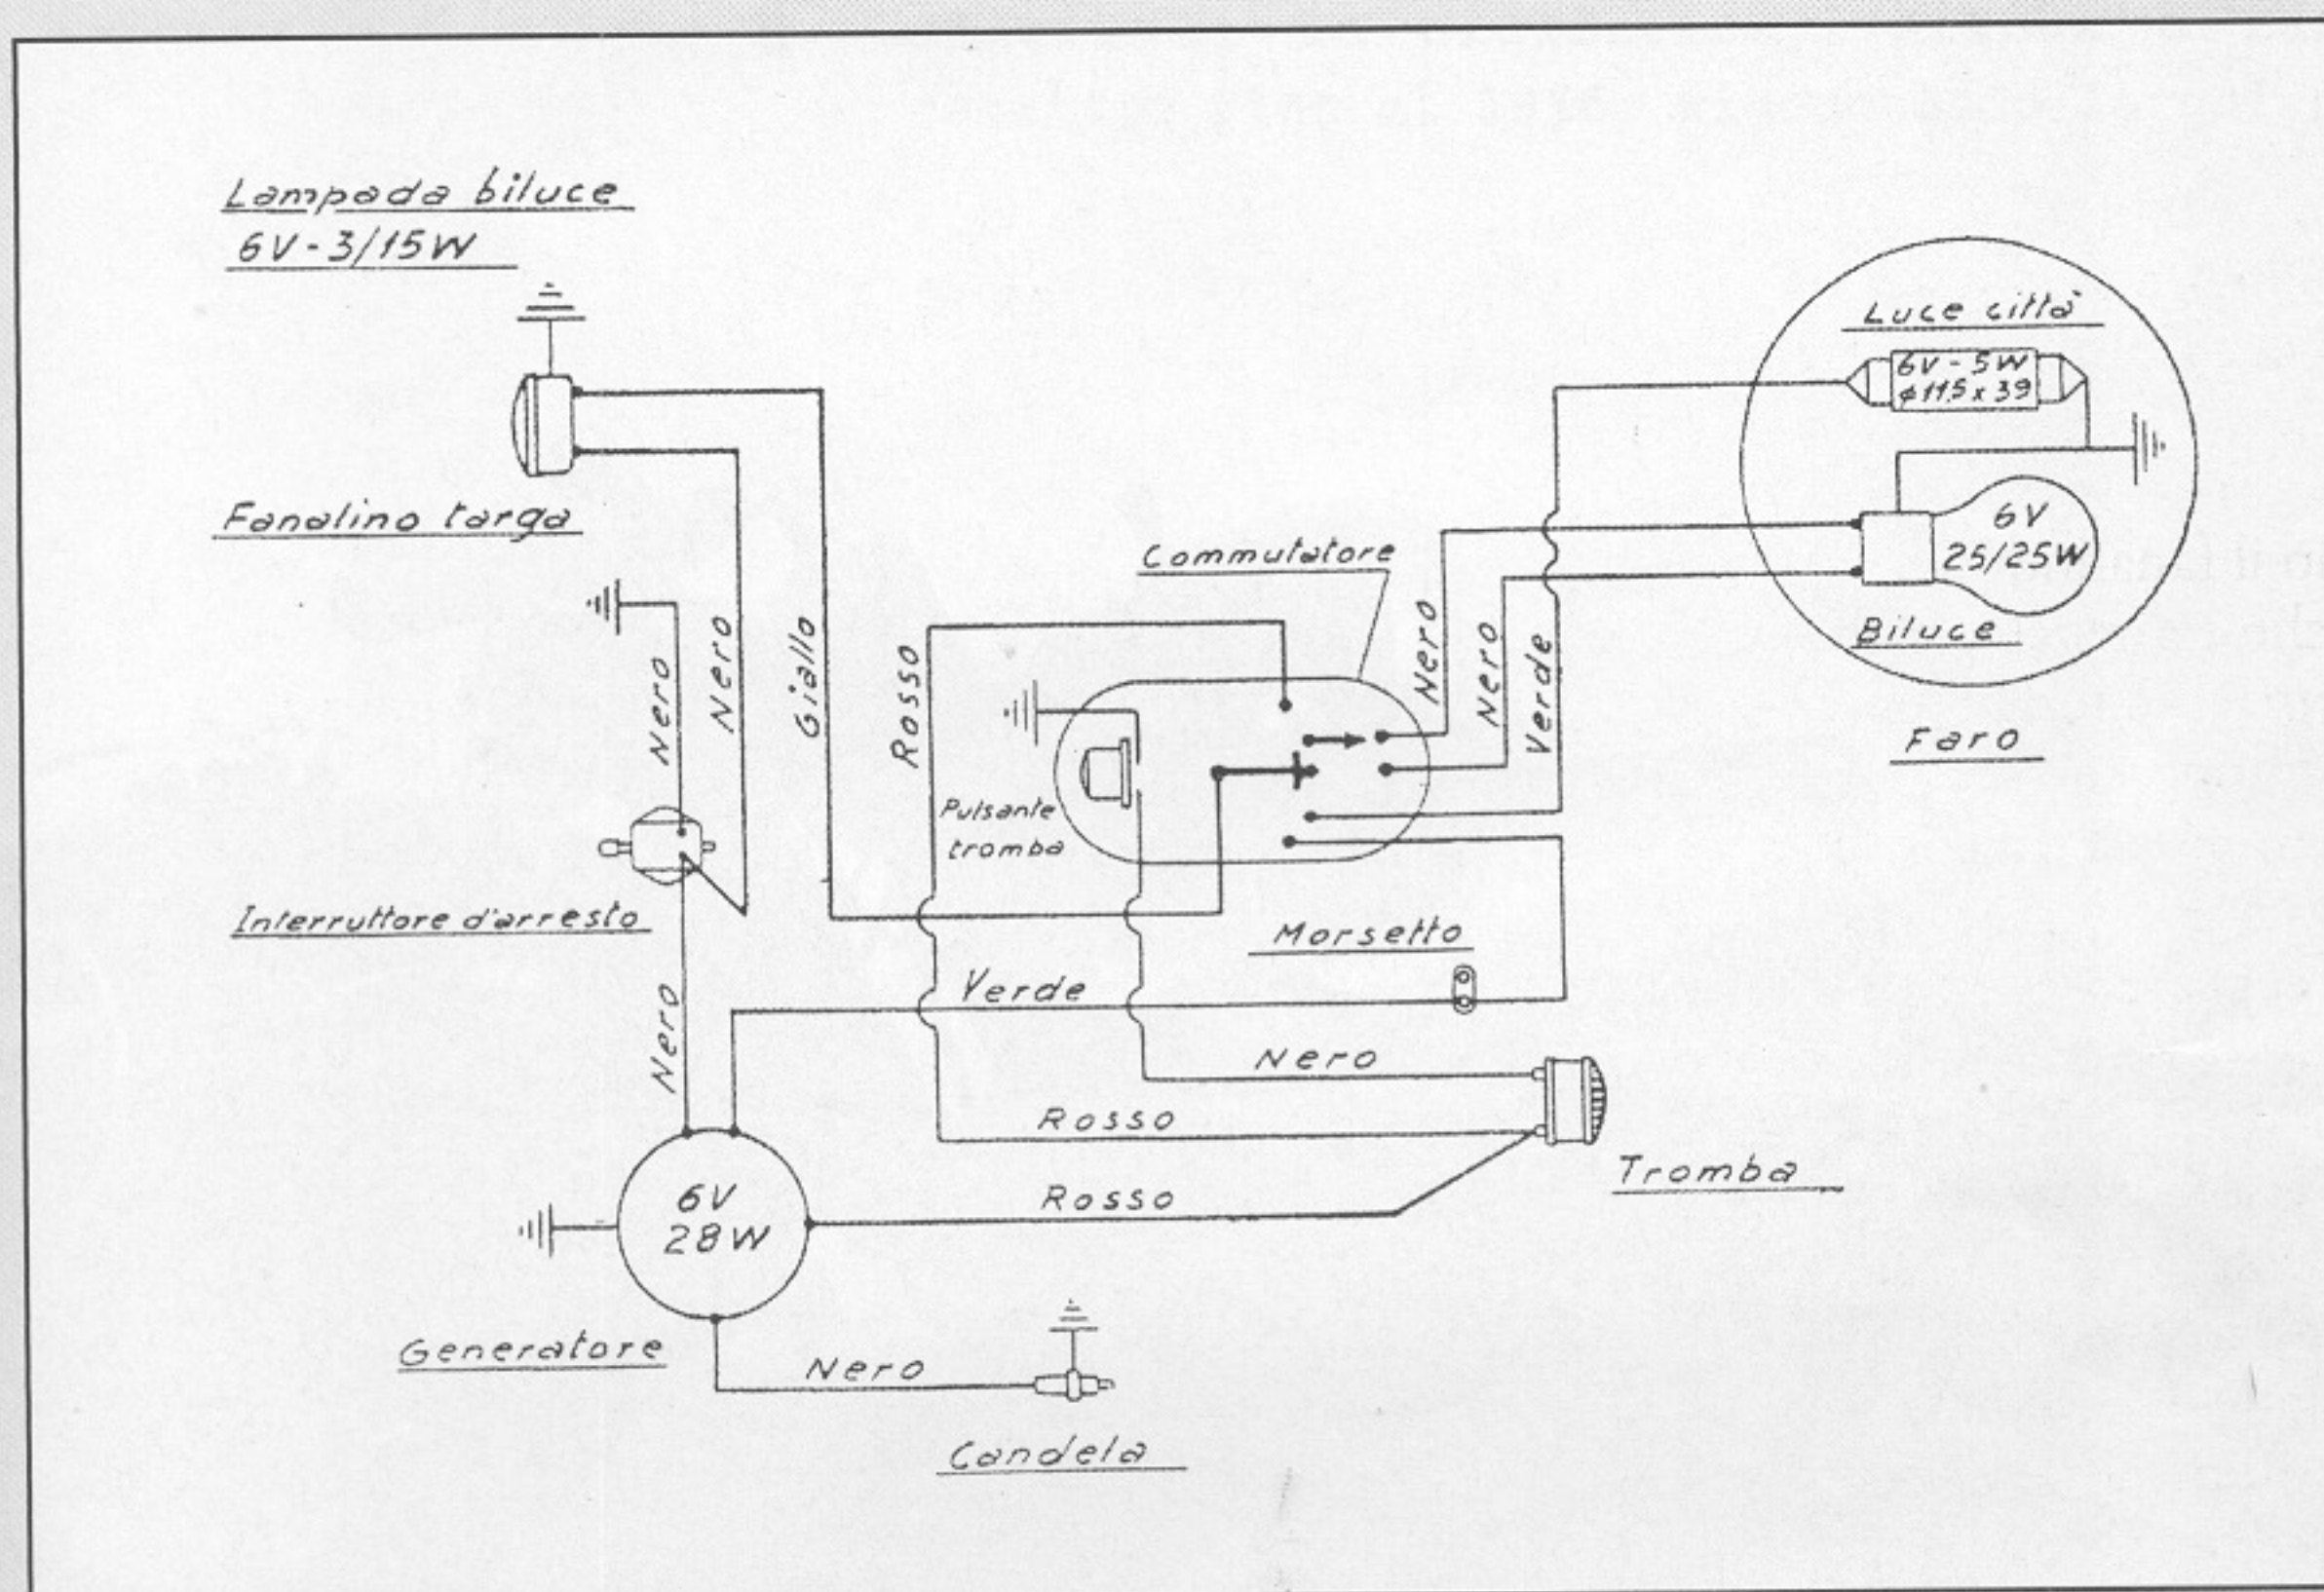 Lampada biluce
6V-3/15W
Fanalino targa
Luce città
6V-5W
φ11,5x39
6V
25/25W
Biluce
Faro
Commutatore
Nero
Nero
Giallo
Rosso
Nero
Nero
Verde
Pulsante
tromba
Interruttore d'arresto
Morsetto
Verde
Nero
Nero
Rosso
Tromba
Rosso
6V
28W
Generatore
Nero
Candela